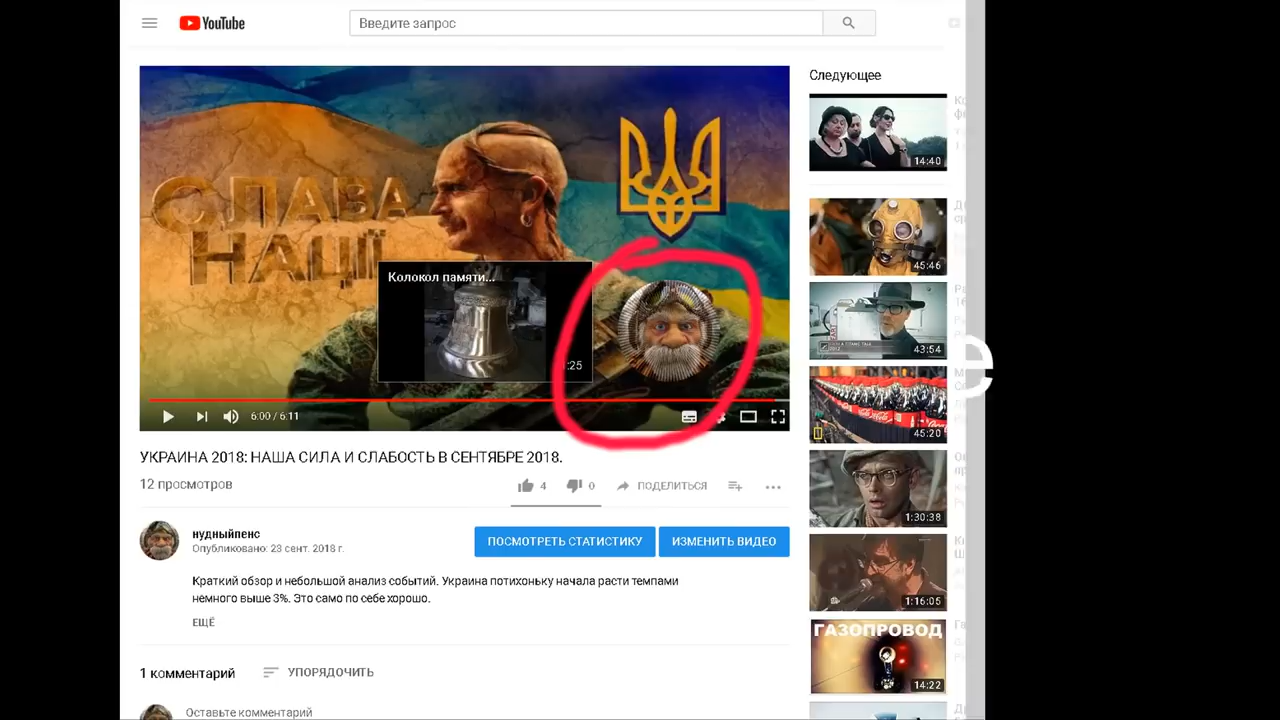 YouTube
Введите запрос
СЛАВА
НАЦІЇ
Колокол памяти...
:25
6:00 / 6:11
УКРАИНА 2018: НАША СИЛА И СЛАБОСТЬ В СЕНТЯБРЕ 2018.
12 просмотров
4
0
ПОДЕЛИТЬСЯ
нудныйпенс
Опубликовано: 23 сент. 2018 г.
ПОСМОТРЕТЬ СТАТИСТИКУ
ИЗМЕНИТЬ ВИДЕО
Краткий обзор и небольшой анализ событий. Украина потихоньку начала расти темпами
немного выше 3%. Это само по себе хорошо.
ЕЩЁ
1 комментарий
УПОРЯДОЧИТЬ
Оставьте комментарий
Следующее
14:40
45:46
43:54
45:20
1:30:38
1:16:05
ГАЗОПРОВОД
14:22